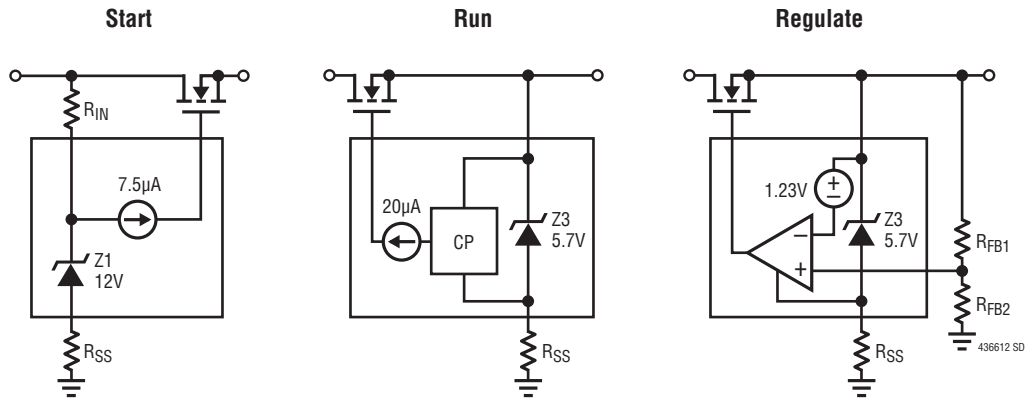 Start
Run
Regulate
R_IN
7.5µA
Z1
12V
R_SS
20µA
CP
Z3
5.7V
R_SS
1.23V
+
–
–
+
Z3
5.7V
R_FB1
R_FB2
R_SS
436612 SD